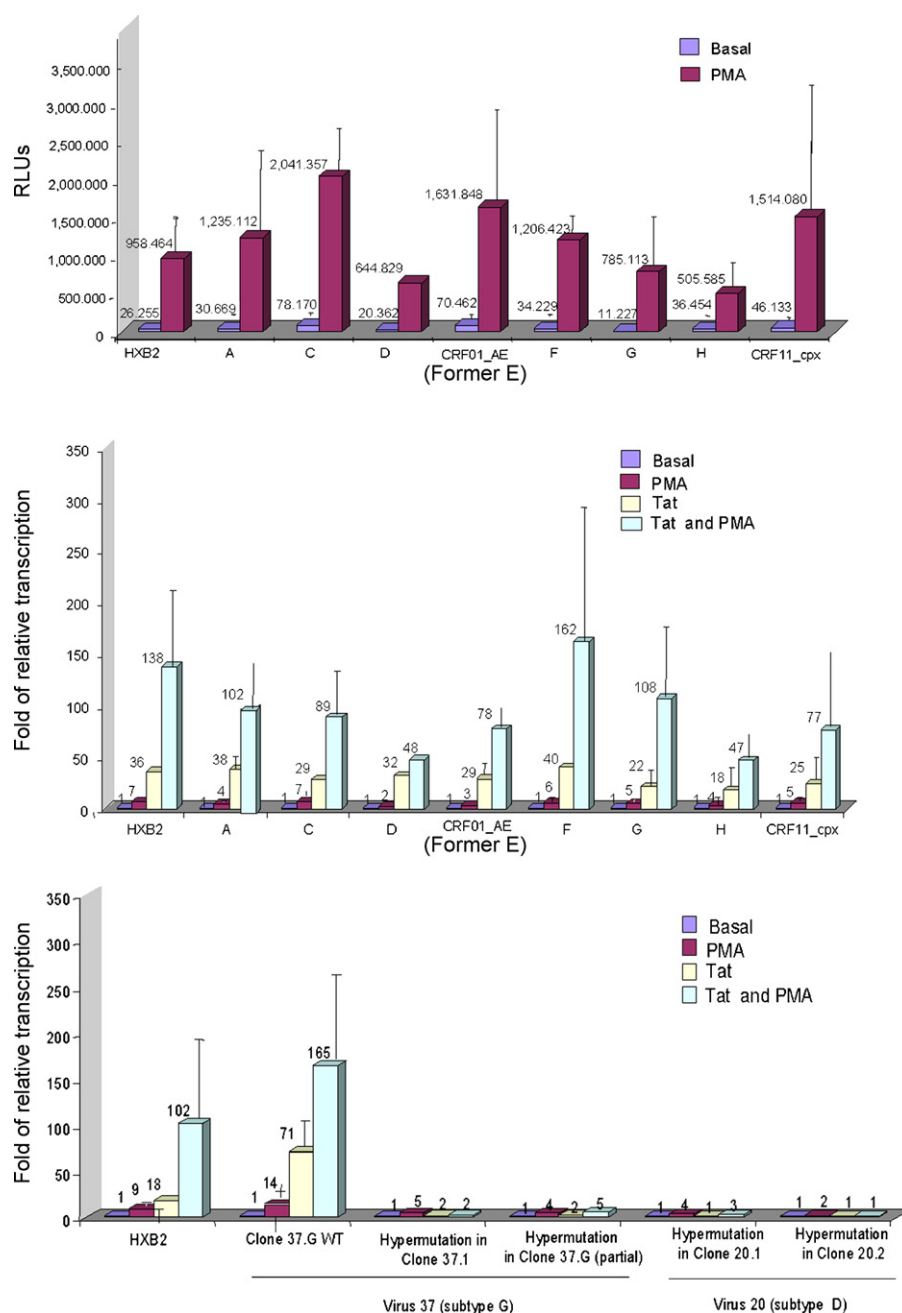 Basal
PMA
RLUs
3,500.000
3,000.000
2,500.000
2,000.000
1,500.000
1,000.000
500.000
0
958.464
1,235.112
2,041.357
644.829
1,631.848
1,206.423
785.113
505.585
1,514.080
26.255
30.669
78.170
20.362
70.462
34.229
11.227
36.454
46.133
HXB2 A C D CRF01_AE F G H CRF11_cpx
(Former E)
Basal
PMA
Tat
Tat and PMA
Fold of relative transcription
350
300
250
200
150
100
50
0
1 7 36 138
1 4 38 102
1 7 29 89
1 2 32 48
1 3 29 78
1 6 40 162
1 5 22 108
1 4 18 47
1 5 25 77
HXB2 A C D CRF01_AE F G H CRF11_cpx
(Former E)
Basal
PMA
Tat
Tat and PMA
Fold of relative transcription
350
300
250
200
150
100
50
0
1 9 18 102
1 14 71 165
1 5 2 2
1 4 2 5
1 4 1 3
1 2 1 1
HXB2
Clone 37.G WT
Hypermutation in
Clone 37.1
Hypermutation
in Clone 37.G (partial)
Hypermutation
in Clone 20.1
Hypermutation
in Clone 20.2
Virus 37 (subtype G)
Virus 20 (subtype D)